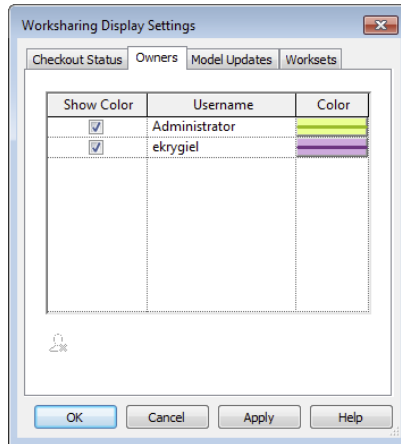 Worksharing Display Settings
Checkout Status Owners Model Updates Worksets
Show Color Username Color
Administrator
ekrygiel
OK Cancel Apply Help